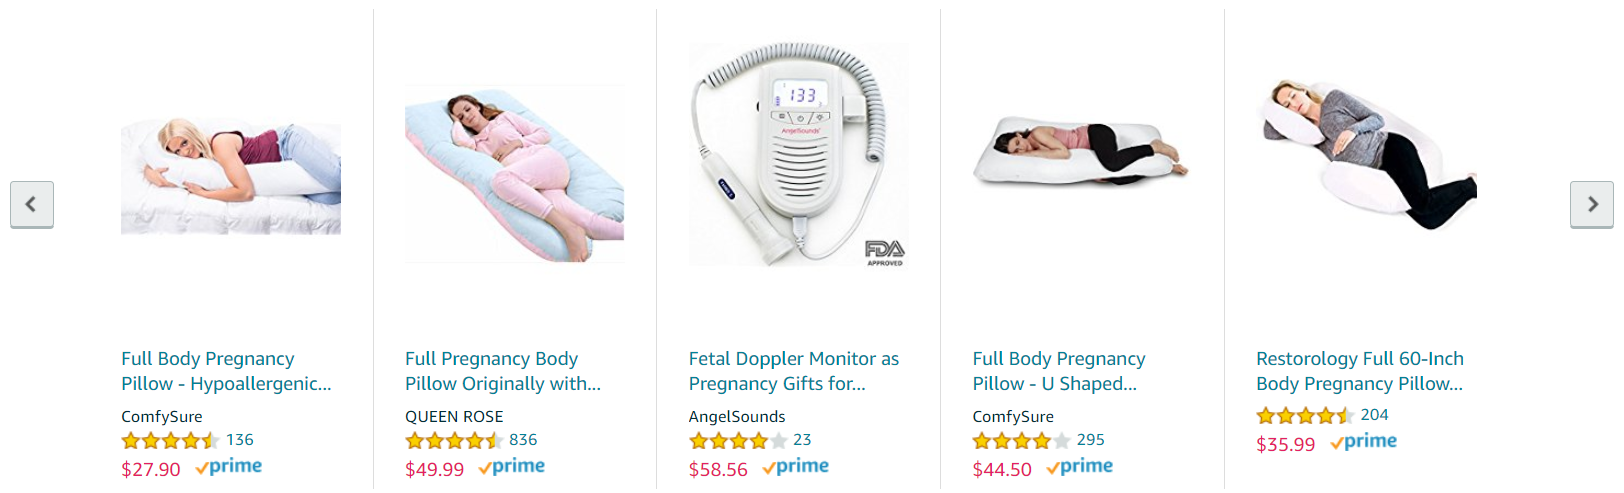 133
AngelSounds
FDA
APPROVED
Full Body Pregnancy
Pillow - Hypoallergenic...
ComfySure
136
$27.90 prime
Full Pregnancy Body
Pillow Originally with...
QUEEN ROSE
836
$49.99 prime
Fetal Doppler Monitor as
Pregnancy Gifts for...
AngelSounds
23
$58.56 prime
Full Body Pregnancy
Pillow - U Shaped...
ComfySure
295
$44.50 prime
Restorology Full 60-Inch
Body Pregnancy Pillow...
204
$35.99 prime